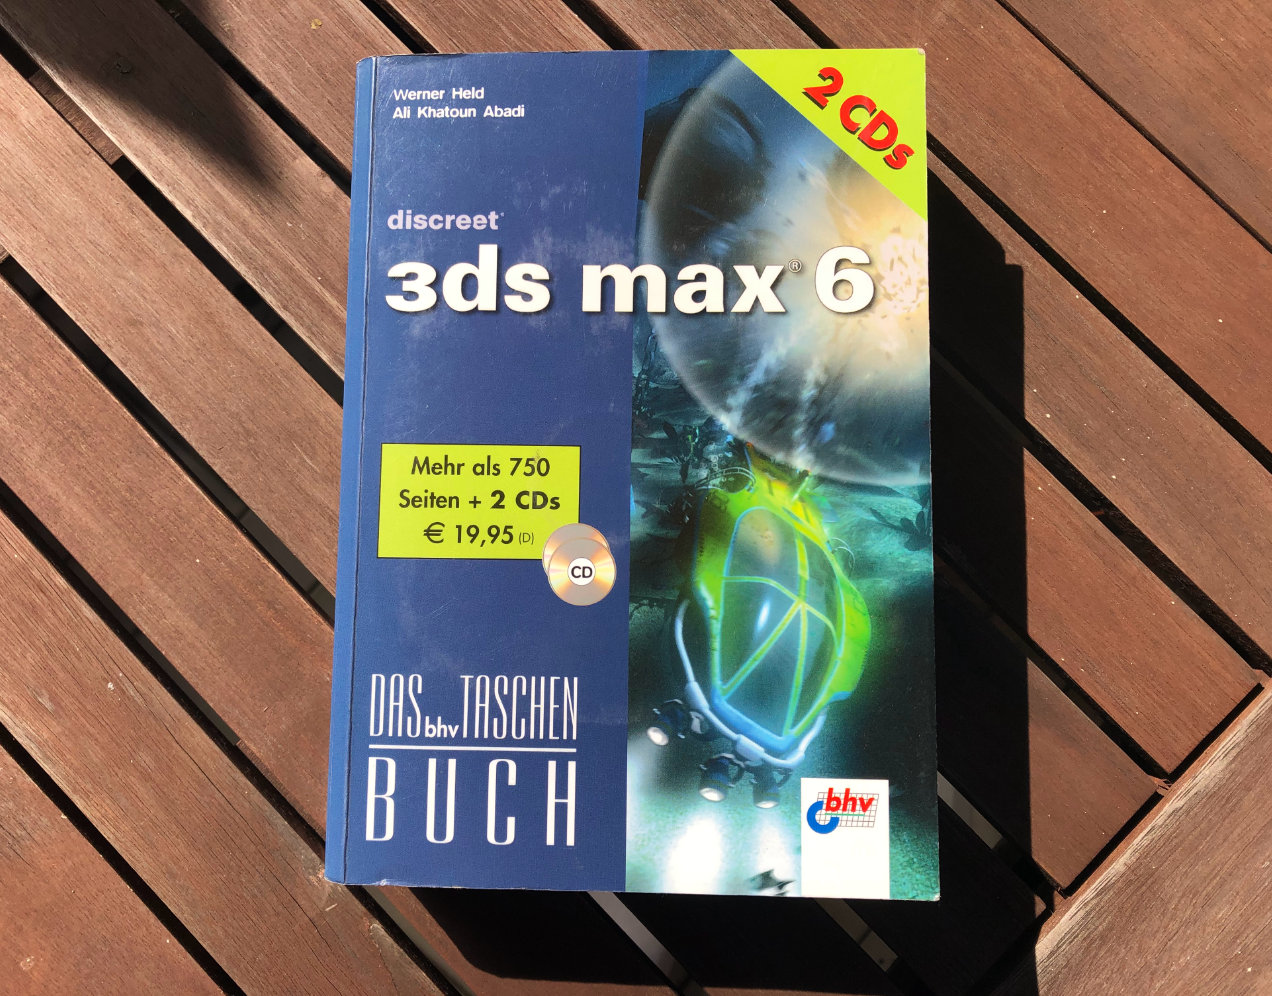 Werner Held
Ali Khatoun Abadi
2 CDs
discreet®
3ds max® 6
Mehr als 750
Seiten + 2 CDs
€ 19,95 (D)
CD
DAS bhv TASCHEN
BUCH
bhv